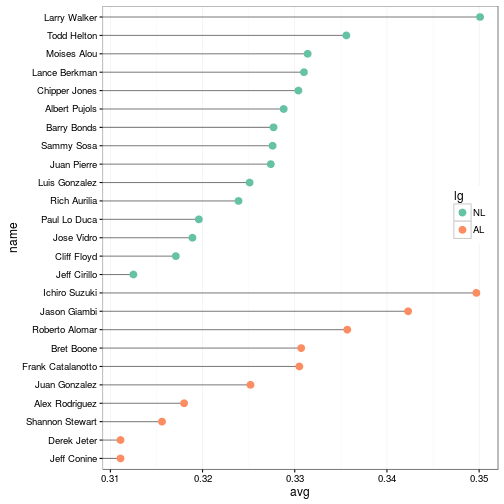 Larry Walker
Todd Helton
Moises Alou
Lance Berkman
Chipper Jones
Albert Pujols
Barry Bonds
Sammy Sosa
Juan Pierre
Luis Gonzalez
Rich Aurilia
Paul Lo Duca
Jose Vidro
Cliff Floyd
Jeff Cirillo
Ichiro Suzuki
Jason Giambi
Roberto Alomar
Bret Boone
Frank Catalanotto
Juan Gonzalez
Alex Rodriguez
Shannon Stewart
Derek Jeter
Jeff Conine
name
lg
NL
AL
0.31 0.32 0.33 0.34 0.35
avg